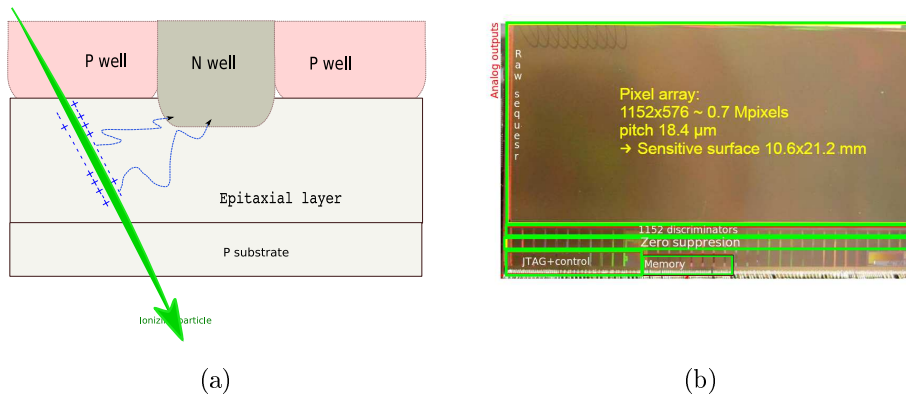 P well
N well
P well
Epitaxial layer
P substrate
Ionizing particle
(a)
Analog outputs
Raw sequesr
Pixel array:
1152x576 ~ 0.7 Mpixels
pitch 18.4 µm
→ Sensitive surface 10.6x21.2 mm
1152 discriminators
Zero suppresion
JTAG+control
Memory
(b)